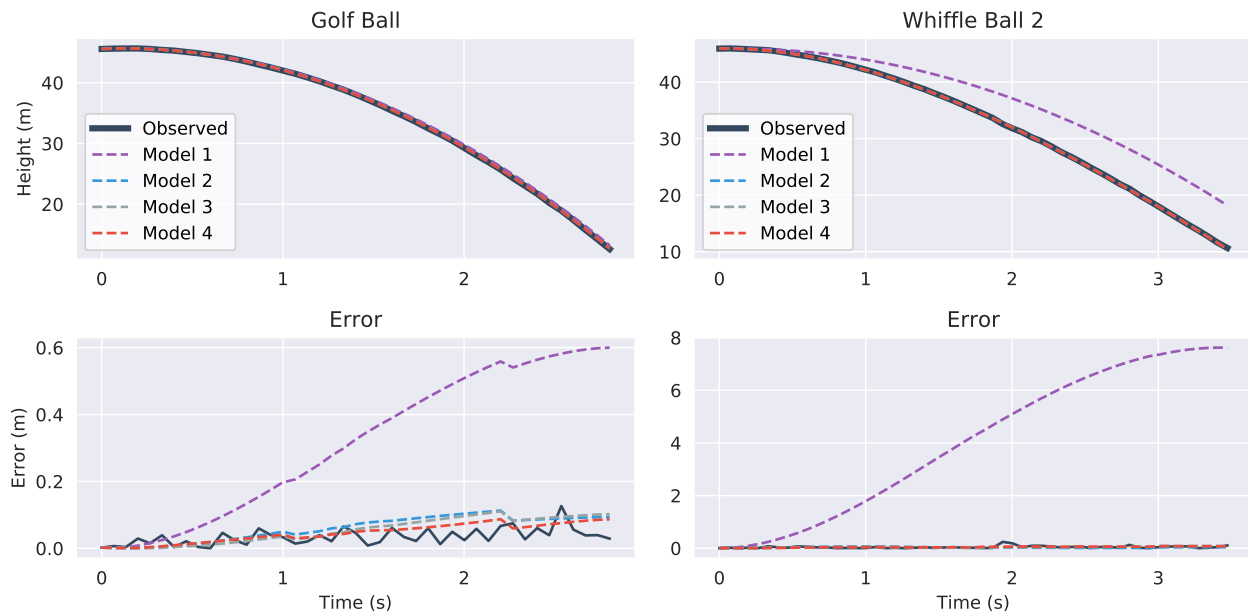 Golf Ball
Height (m)
40
30
20
Observed
Model 1
Model 2
Model 3
Model 4
0
1
2
Whiffle Ball 2
40
30
20
10
Observed
Model 1
Model 2
Model 3
Model 4
0
1
2
3
Error
Error (m)
0.6
0.4
0.2
0.0
0
1
2
Time (s)
Error
8
6
4
2
0
0
1
2
3
Time (s)